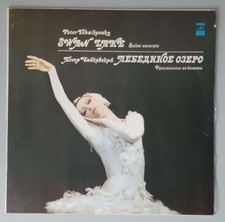 Peter Tchaikovsky
SWAN LAKE Ballet excerpts
Петр Чайковский ЛЕБЕДИНОЕ ОЗЕРО
Фрагменты из балета